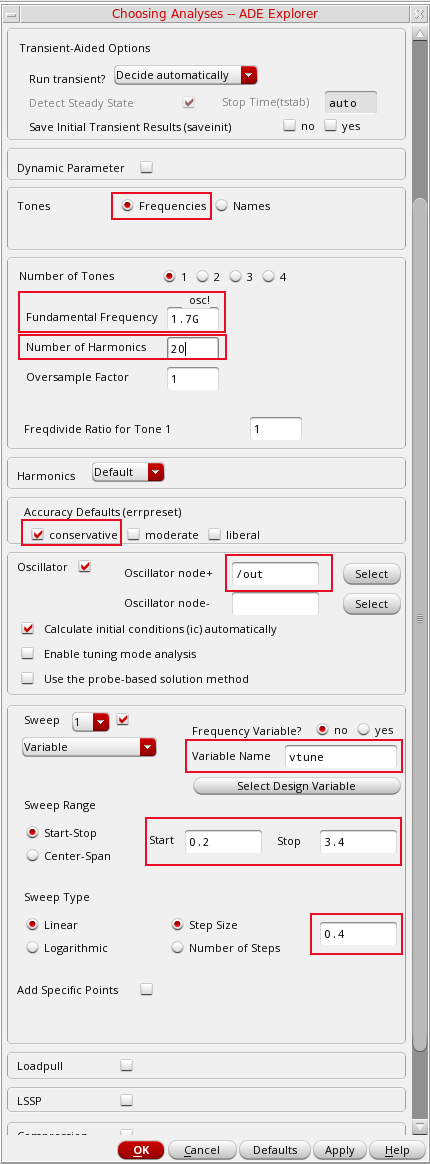 Choosing Analyses -- ADE Explorer
Transient-Aided Options
Run transient? Decide automatically
Detect Steady State Stop Time(tstab) auto
Save Initial Transient Results (saveinit) no yes
Dynamic Parameter
Tones Frequencies Names
Number of Tones 1 2 3 4
osc!
Fundamental Frequency 1.7G
Number of Harmonics 20
Oversample Factor 1
Freqdivide Ratio for Tone 1 1
Harmonics Default
Accuracy Defaults (errpreset)
conservative moderate liberal
Oscillator Oscillator node+ /out Select
Oscillator node- Select
Calculate initial conditions (ic) automatically
Enable tuning mode analysis
Use the probe-based solution method
Sweep 1 Frequency Variable? no yes
Variable Variable Name vtune
Select Design Variable
Sweep Range
Start-Stop Start 0.2 Stop 3.4
Center-Span
Sweep Type
Linear Step Size 0.4
Logarithmic Number of Steps
Add Specific Points
Loadpull
LSSP
Compression
OK Cancel Defaults Apply Help